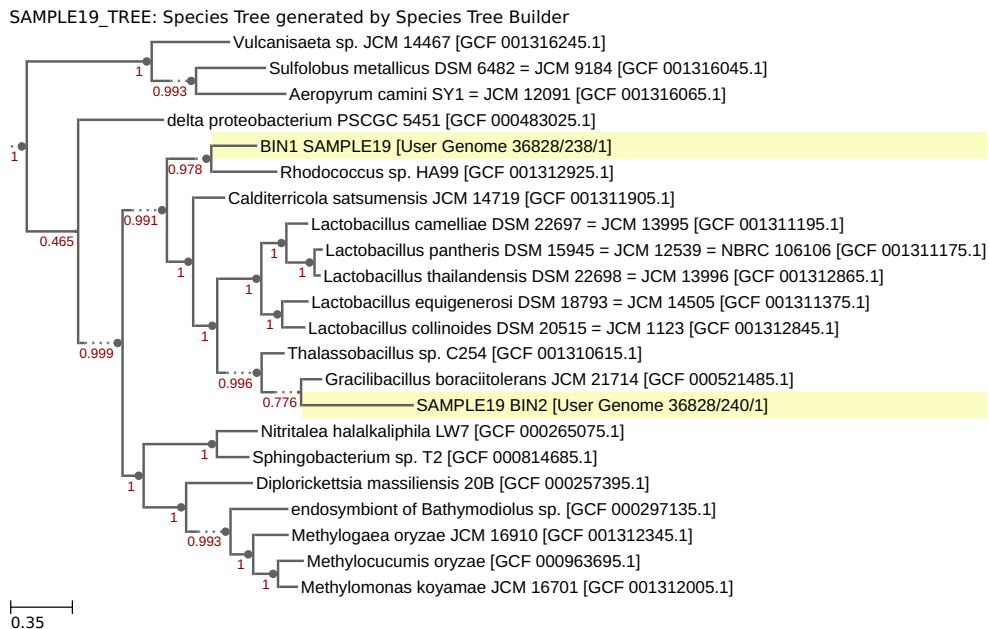 SAMPLE19_TREE: Species Tree generated by Species Tree Builder
Vulcanisaeta sp. JCM 14467 [GCF 001316245.1]
1
Sulfolobus metallicus DSM 6482 = JCM 9184 [GCF 001316045.1]
0.993
Aeropyrum camini SY1 = JCM 12091 [GCF 001316065.1]
delta proteobacterium PSCGC 5451 [GCF 000483025.1]
1
BIN1 SAMPLE19 [User Genome 36828/238/1]
0.978
Rhodococcus sp. HA99 [GCF 001312925.1]
Calditerricola satsumensis JCM 14719 [GCF 001311905.1]
0.991
Lactobacillus camelliae DSM 22697 = JCM 13995 [GCF 001311195.1]
0.465
1
Lactobacillus pantheris DSM 15945 = JCM 12539 = NBRC 106106 [GCF 001311175.1]
1
1
Lactobacillus thailandensis DSM 22698 = JCM 13996 [GCF 001312865.1]
1
Lactobacillus equigenerosi DSM 18793 = JCM 14505 [GCF 001311375.1]
1
Lactobacillus collinoides DSM 20515 = JCM 1123 [GCF 001312845.1]
1
Thalassobacillus sp. C254 [GCF 001310615.1]
0.999
Gracilibacillus boraciitolerans JCM 21714 [GCF 000521485.1]
0.996
0.776
SAMPLE19 BIN2 [User Genome 36828/240/1]
Nitritalea halalkaliphila LW7 [GCF 000265075.1]
1
Sphingobacterium sp. T2 [GCF 000814685.1]
Diplorickettsia massiliensis 20B [GCF 000257395.1]
1
endosymbiont of Bathymodiolus sp. [GCF 000297135.1]
1
Methylogaea oryzae JCM 16910 [GCF 001312345.1]
0.993
Methylocucumis oryzae [GCF 000963695.1]
1
Methylomonas koyamae JCM 16701 [GCF 001312005.1]
1
0.35